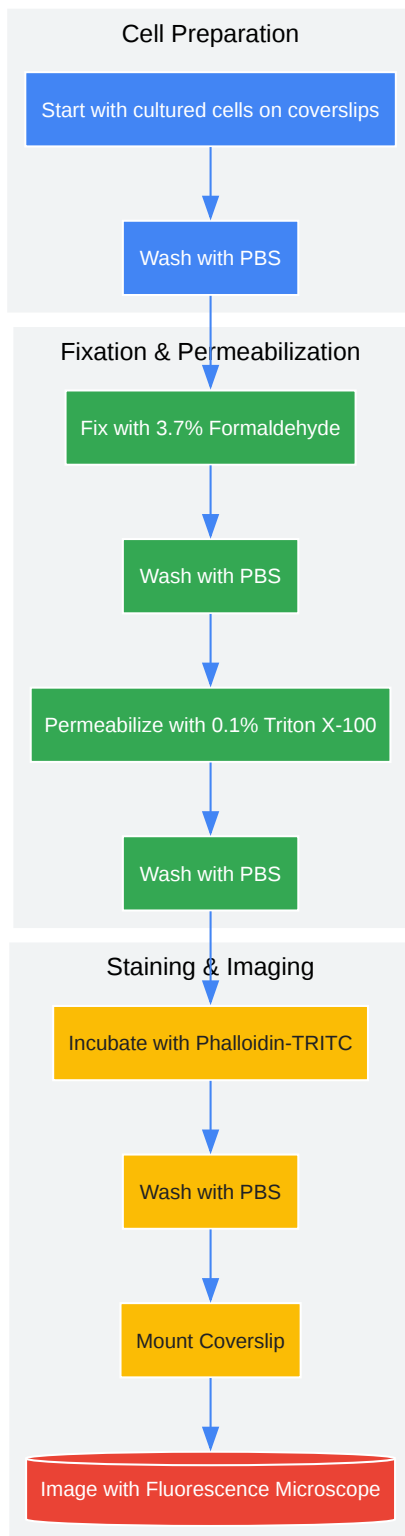 Cell Preparation
Start with cultured cells on coverslips
Wash with PBS
Fixation & Permeabilization
Fix with 3.7% Formaldehyde
Wash with PBS
Permeabilize with 0.1% Triton X-100
Wash with PBS
Staining & Imaging
Incubate with Phalloidin-TRITC
Wash with PBS
Mount Coverslip
Image with Fluorescence Microscope